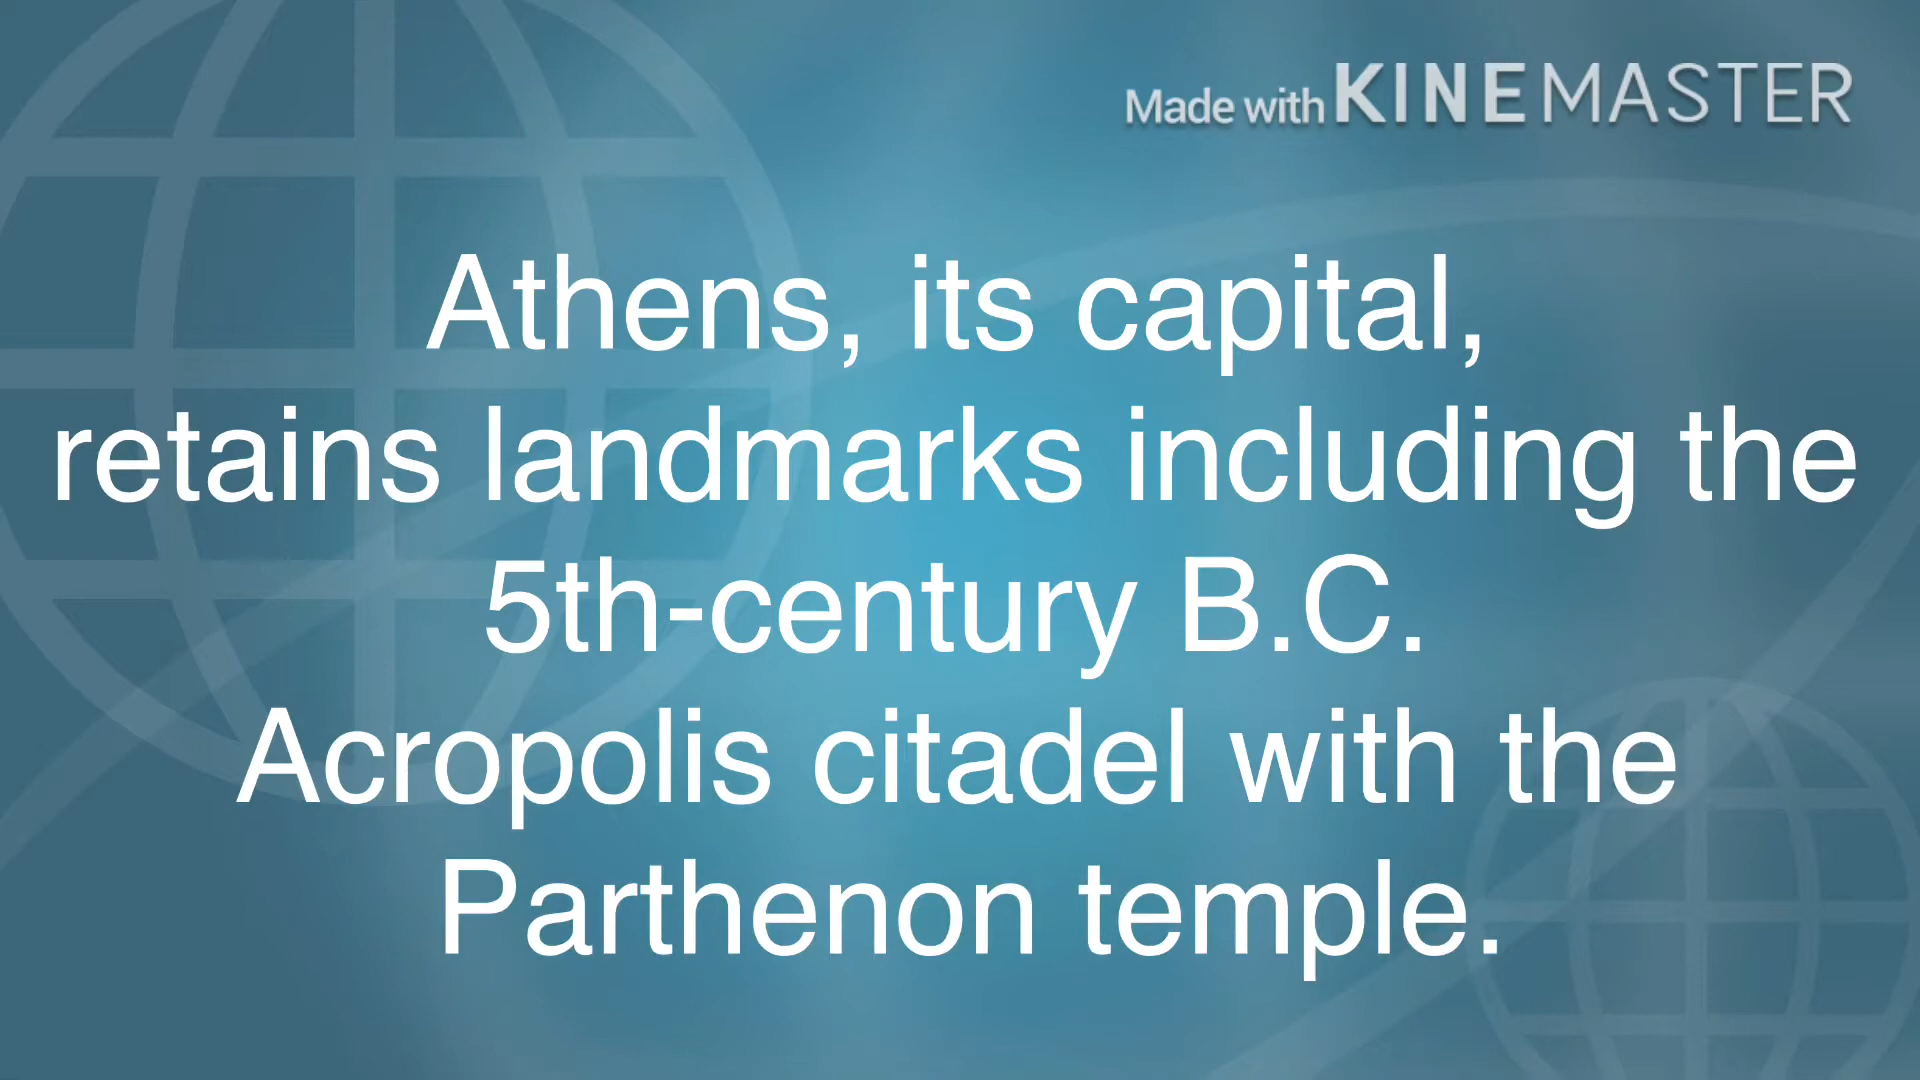 Made with KINEMASTER
Athens, its capital,
retains landmarks including the
5th-century B.C.
Acropolis citadel with the
Parthenon temple.